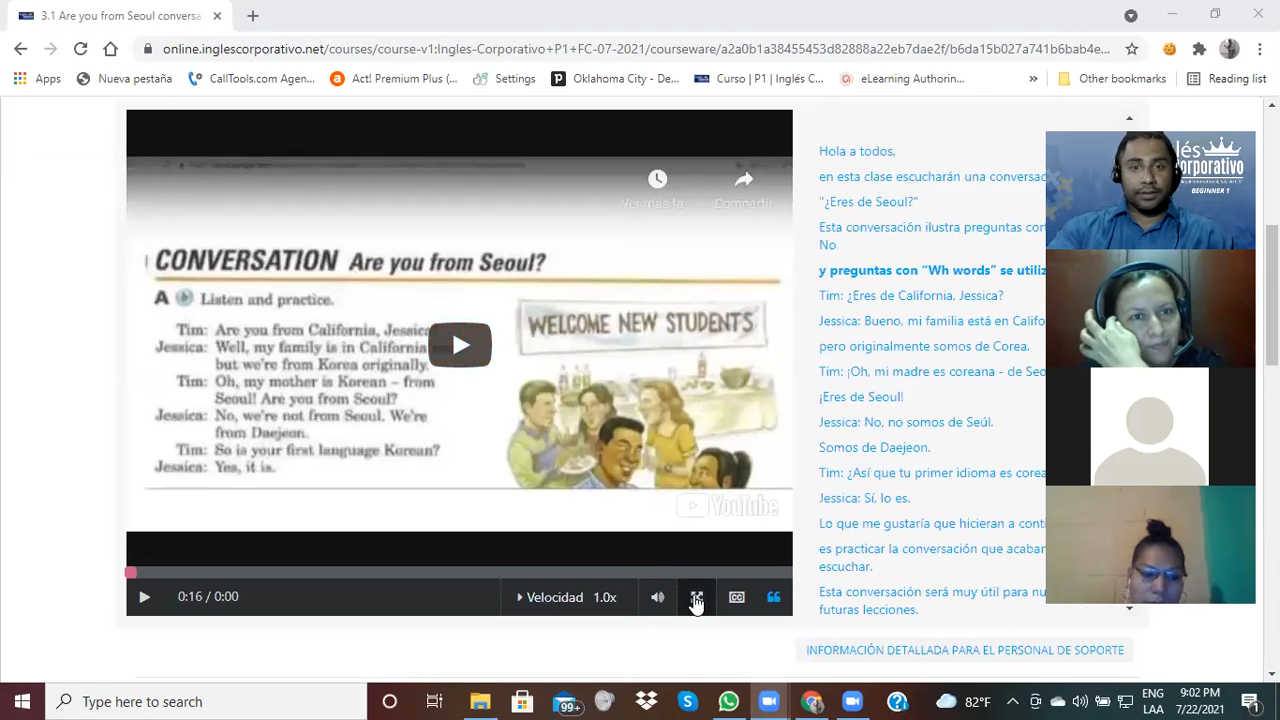 3.1 Are you from Seoul conversa
online.inglescorporativo.net/courses/course-v1:Ingles-Corporativo+P1+FC-07-2021/courseware/a2a0c1a38455453d82888a22eb7dae2f/b6da15b027a741b6bab4e...
Apps Nueva pestaña CallTools.com Agen... Act! Premium Plus (... Settings Oklahoma City - De... Curso | P1 | Inglés C... eLearning Authorin... » Other bookmarks Reading list
Ver más ta... Compartir
CONVERSATION Are you from Seoul?
A Listen and practice.
Tim: Are you from California, Jessica
Jessica: Well, my family is in California
but we're from Korea originally.
Tim: Oh, my mother is Korean – from
Seoul! Are you from Seoul?
Jessica: No, we're not from Seoul. We're
from Daejeon.
Tim: So is your first language Korean?
Jessica: Yes, it is.
WELCOME NEW STUDENTS
YouTube
0:16 / 0:00 Velocidad 1.0x
Hola a todos,
en esta clase escucharán una conversac
"¿Eres de Seoul?"
Esta conversación ilustra preguntas con
No
y preguntas con “Wh words” se utiliz
Tim: ¿Eres de California, Jessica?
Jessica: Bueno, mi familia está en Califo
pero originalmente somos de Corea.
Tim: ¡Oh, mi madre es coreana - de Seo
¡Eres de Seoul!
Jessica: No, no somos de Seúl.
Somos de Daejeon.
Tim: ¿Así que tu primer idioma es corea
Jessica: Sí, lo es.
Lo que me gustaría que hicieran a conti
es practicar la conversación que acaban
escuchar.
Esta conversación será muy útil para nu
futuras lecciones.
INFORMACIÓN DETALLADA PARA EL PERSONAL DE SOPORTE
lés
corporativo
BEGINNER 1
Type here to search
99+
82°F
ENG
LAA
9:02 PM
7/22/2021
1